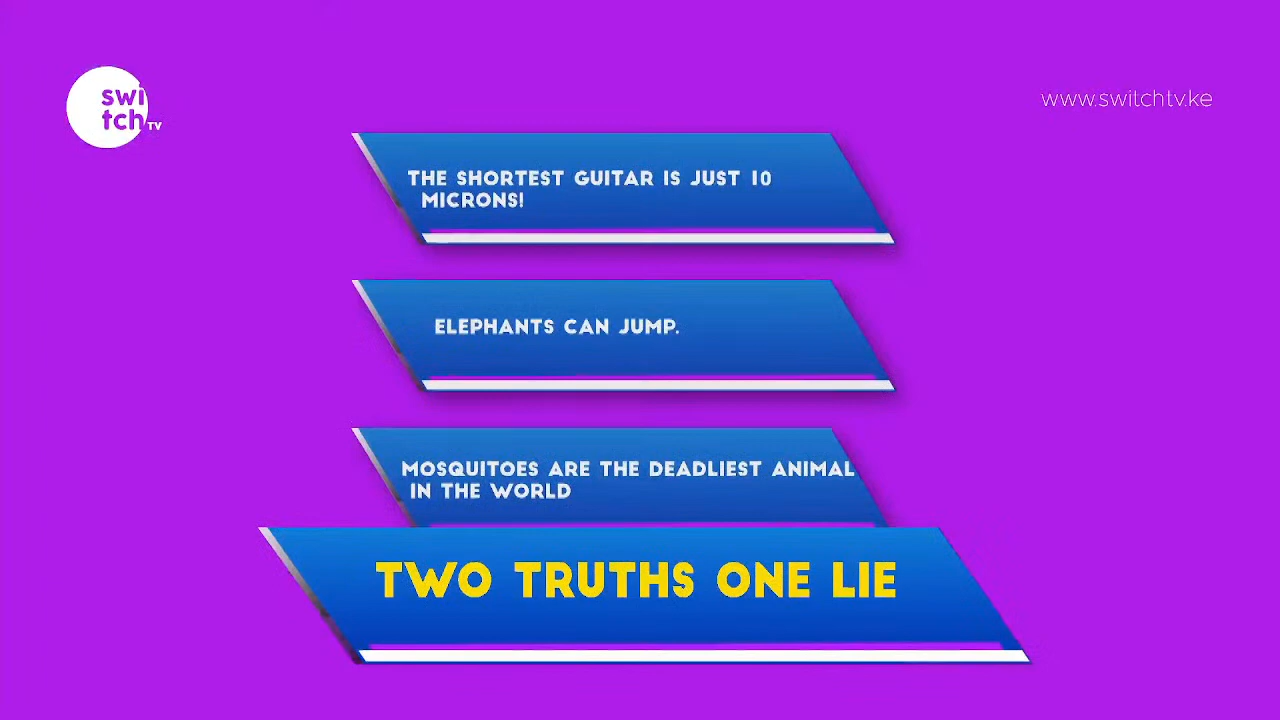 swi
tch TV
www.switchtv.ke
THE SHORTEST GUITAR IS JUST 10
MICRONS!
ELEPHANTS CAN JUMP.
MOSQUITOES ARE THE DEADLIEST ANIMAL
IN THE WORLD
TWO TRUTHS ONE LIE